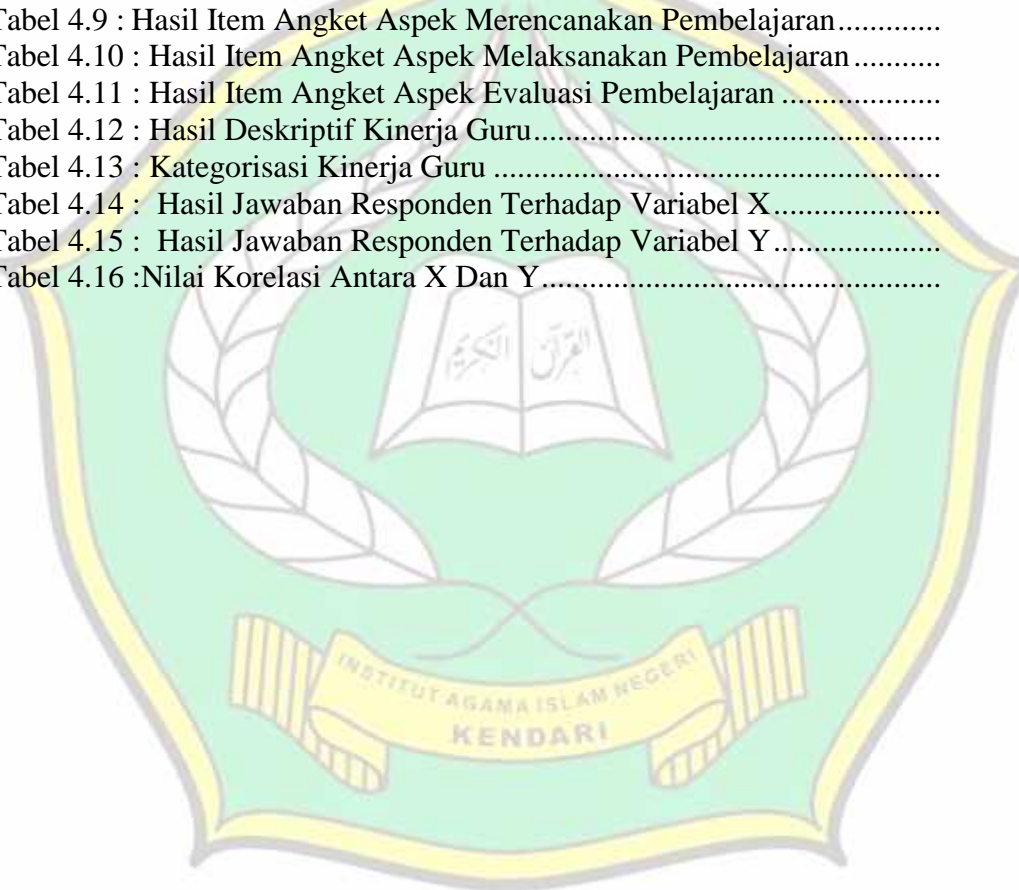 Tabel 4.9 : Hasil Item Angket Aspek Merencanakan Pembelajaran.............
Tabel 4.10 : Hasil Item Angket Aspek Melaksanakan Pembelajaran...........
Tabel 4.11 : Hasil Item Angket Aspek Evaluasi Pembelajaran ....................
Tabel 4.12 : Hasil Deskriptif Kinerja Guru...................................................
Tabel 4.13 : Kategorisasi Kinerja Guru ........................................................
Tabel 4.14 :  Hasil Jawaban Responden Terhadap Variabel X.....................
Tabel 4.15 :  Hasil Jawaban Responden Terhadap Variabel Y.....................
Tabel 4.16 :Nilai Korelasi Antara X Dan Y..................................................
القرآن الكريم
INSTITUT AGAMA ISLAM NEGERI
KENDARI